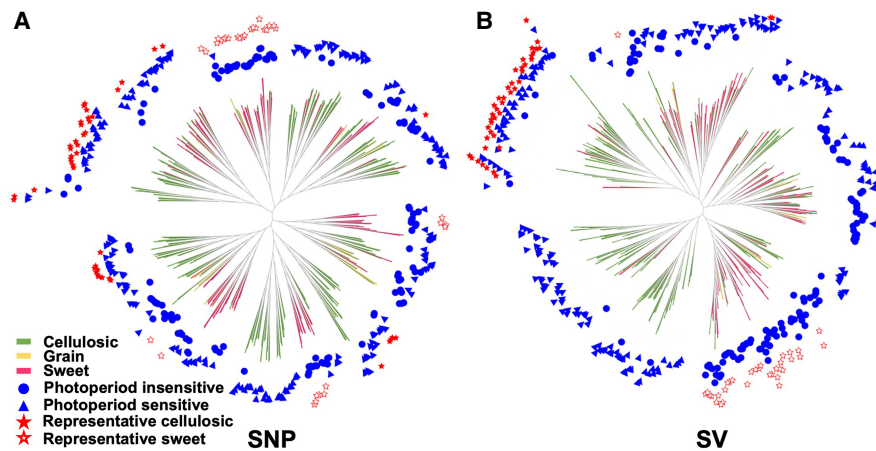 A
B
Cellulosic
Grain
Sweet
Photoperiod insensitive
Photoperiod sensitive
Representative cellulosic
Representative sweet
SNP
SV